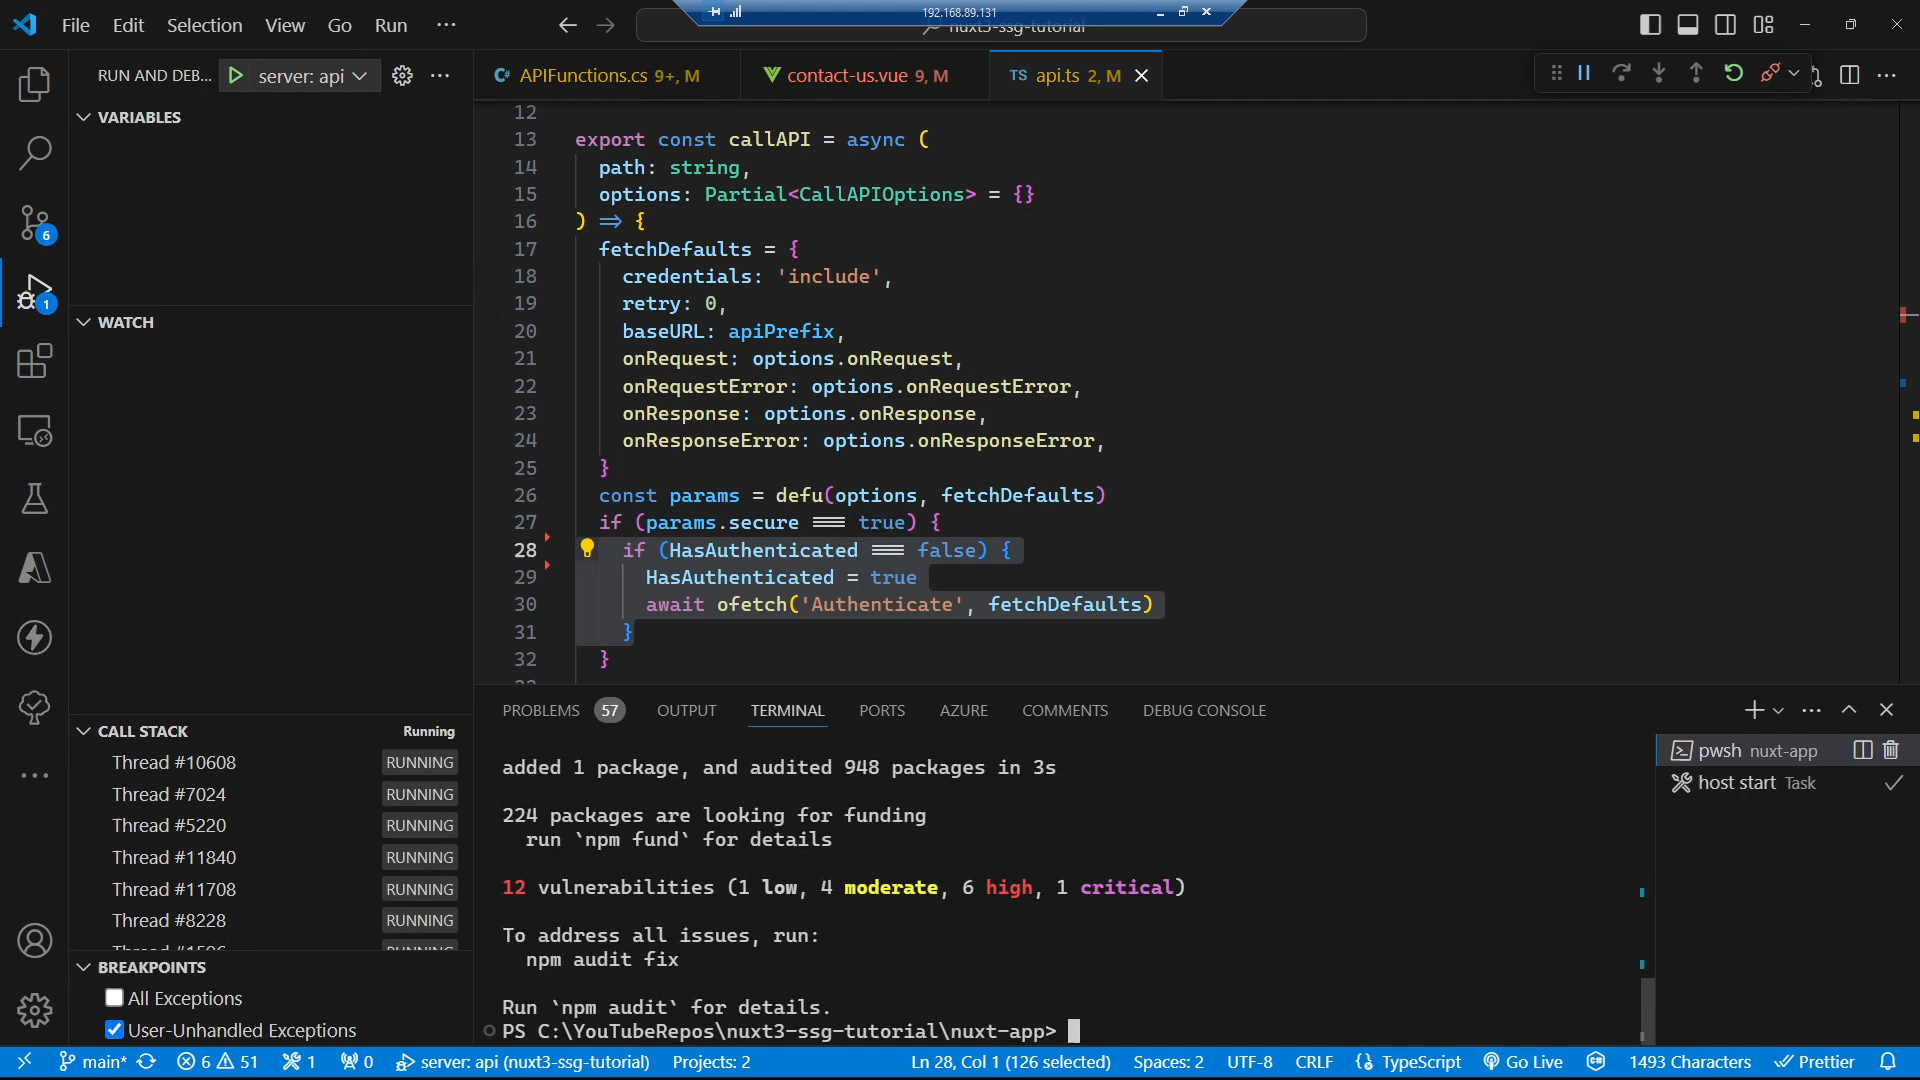 File Edit Selection View Go Run ···
192.168.89.131
nuxt3-ssg-tutorial
RUN AND DEB... server: api
APIFunctions.cs 9+, M
contact-us.vue 9, M
TS api.ts 2, M
VARIABLES
WATCH
6
1
12
13 export const callAPI = async (
14 path: string,
15 options: Partial<CallAPIOptions> = {}
16 ) => {
17 fetchDefaults = {
18 credentials: 'include',
19 retry: 0,
20 baseURL: apiPrefix,
21 onRequest: options.onRequest,
22 onRequestError: options.onRequestError,
23 onResponse: options.onResponse,
24 onResponseError: options.onResponseError,
25 }
26 const params = defu(options, fetchDefaults)
27 if (params.secure === true) {
28 if (HasAuthenticated === false) {
29 HasAuthenticated = true
30 await ofetch('Authenticate', fetchDefaults)
31 }
32 }
CALL STACK Running
Thread #10608 RUNNING
Thread #7024 RUNNING
Thread #5220 RUNNING
Thread #11840 RUNNING
Thread #11708 RUNNING
Thread #8228 RUNNING
BREAKPOINTS
All Exceptions
User-Unhandled Exceptions
PROBLEMS 57 OUTPUT TERMINAL PORTS AZURE COMMENTS DEBUG CONSOLE
added 1 package, and audited 948 packages in 3s
224 packages are looking for funding
run `npm fund` for details
12 vulnerabilities (1 low, 4 moderate, 6 high, 1 critical)
To address all issues, run:
npm audit fix
Run `npm audit` for details.
PS C:\YouTubeRepos\nuxt3-ssg-tutorial\nuxt-app>
pwsh nuxt-app
host start Task
main* 6 51 1 0 server: api (nuxt3-ssg-tutorial) Projects: 2 Ln 28, Col 1 (126 selected) Spaces: 2 UTF-8 CRLF {} TypeScript Go Live 1493 Characters Prettier